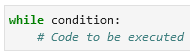 while condition:
    # Code to be executed